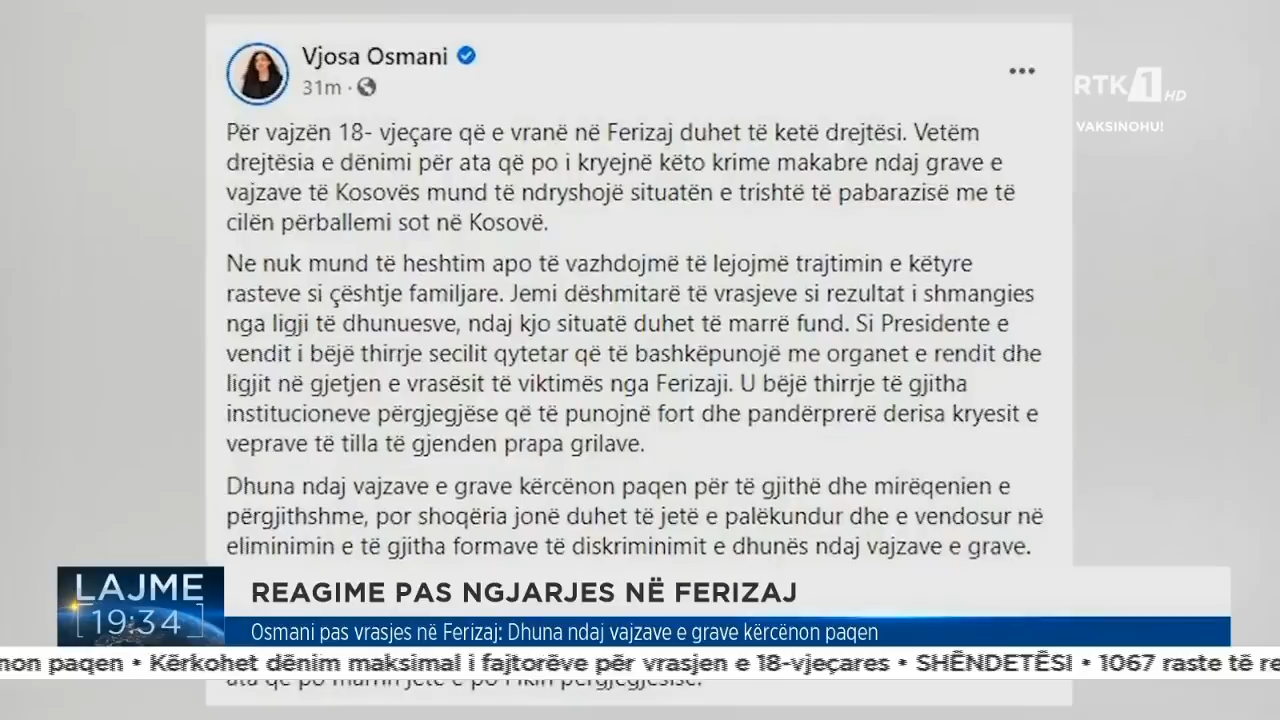 Vjosa Osmani
31m ·
RTK 1 HD
VAKSINOHU!
Për vajzën 18- vjeçare që e vranë në Ferizaj duhet të ketë drejtësi. Vetëm
drejtësia e dënimi për ata që po i kryejnë këto krime makabre ndaj grave e
vajzave të Kosovës mund të ndryshojë situatën e trishtë të pabarazisë me të
cilën përballemi sot në Kosovë.
Ne nuk mund të heshtim apo të vazhdojmë të lejojmë trajtimin e këtyre
rasteve si çështje familjare. Jemi dëshmitarë të vrasjeve si rezultat i shmangies
nga ligji të dhunuesve, ndaj kjo situatë duhet të marrë fund. Si Presidente e
vendit i bëjë thirrje secilit qytetar që të bashkëpunojë me organet e rendit dhe
ligjit në gjetjen e vrasësit të viktimës nga Ferizaji. U bëjë thirrje të gjitha
institucioneve përgjegjëse që të punojnë fort dhe pandërprerë derisa kryesit e
veprave të tilla të gjenden prapa grilave.
Dhuna ndaj vajzave e grave kërcënon paqen për të gjithë dhe mirëqenien e
përgjithshme, por shoqëria jonë duhet të jetë e palëkundur dhe e vendosur në
eliminimin e të gjitha formave të diskriminimit e dhunës ndaj vajzave e grave.
LAJME
19:34
REAGIME PAS NGJARJES NË FERIZAJ
Osmani pas vrasjes në Ferizaj: Dhuna ndaj vajzave e grave kërcënon paqen
non paqen • Kërkohet dënim maksimal i fajtorëve për vrasjen e 18-vjeçares • SHËNDETËSI • 1067 raste të re